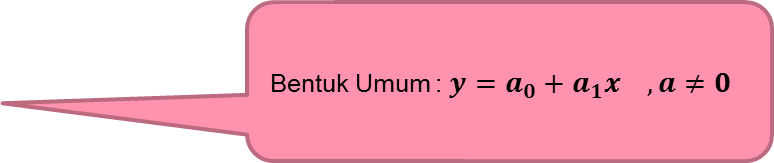 Bentuk Umum : 𝒚 = 𝒂₀ + 𝒂₁𝒙 , 𝒂 ≠ 𝟎